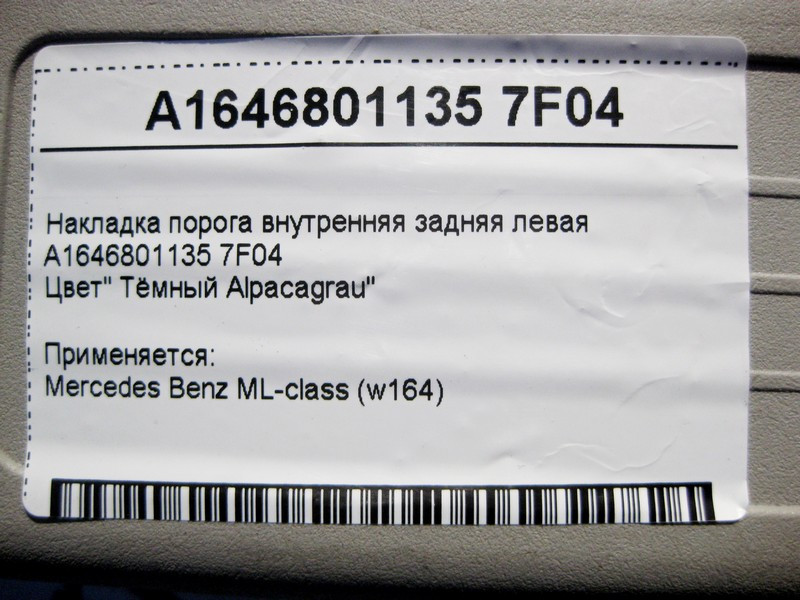 A1646801135 7F04
Накладка порога внутренняя задняя левая
A1646801135 7F04
Цвет" Тёмный Alpacagrau"
Применяется:
Mercedes Benz ML-class (w164)